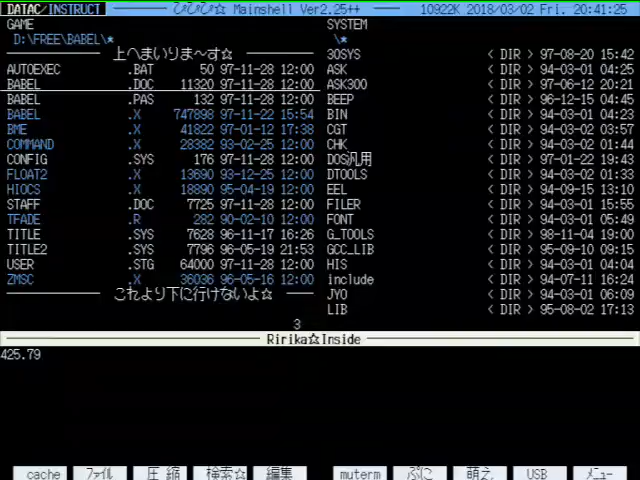 DATAC/INSTRUCT ぴぴぴ☆ Mainshell Ver2.25++ 10922K 2018/03/02 Fri. 20:41:25
GAME SYSTEM
D:\FREE\BABEL\* \*
上へまいりま～す☆ 30SYS < DIR > 97-08-20 15:42
AUTOEXEC .BAT 50 97-11-28 12:00 ASK < DIR > 94-03-01 04:25
BABEL .DOC 11320 97-11-28 12:00 ASK300 < DIR > 97-06-12 20:21
BABEL .PAS 132 97-11-28 12:00 BEEP < DIR > 96-12-15 04:45
BABEL .X 747898 97-11-22 15:54 BIN < DIR > 94-03-01 04:23
BME .X 41822 97-01-12 17:38 CGT < DIR > 94-03-02 03:57
COMMAND .X 28382 93-02-25 12:00 CHK < DIR > 94-03-02 01:44
CONFIG .SYS 176 97-11-28 12:00 DOS汎用 < DIR > 97-01-22 19:43
FLOAT2 .X 13690 93-12-25 12:00 DTOOLS < DIR > 94-03-02 01:33
HIOCS .X 18890 95-04-19 12:00 EEL < DIR > 94-09-15 13:10
STAFF .DOC 7725 97-11-28 12:00 FILER < DIR > 94-03-01 15:55
TFADE .R 282 90-02-10 12:00 FONT < DIR > 94-03-01 05:49
TITLE .SYS 7628 96-11-17 16:26 G_TOOLS < DIR > 98-11-04 19:00
TITLE2 .SYS 7796 96-05-19 21:53 GCC_LIB < DIR > 95-09-10 09:15
USER .STG 64000 97-11-28 12:00 HIS < DIR > 94-03-01 04:04
ZMSC .X 36036 96-05-16 12:00 include < DIR > 94-07-11 16:24
これより下に行けないよ☆ JYO < DIR > 94-03-01 06:09
LIB < DIR > 95-08-02 17:13
3
Ririka☆Inside
425.79
cache ファイル 圧縮 検索☆ 編集 muterm ぷに 萌え USB メニュー